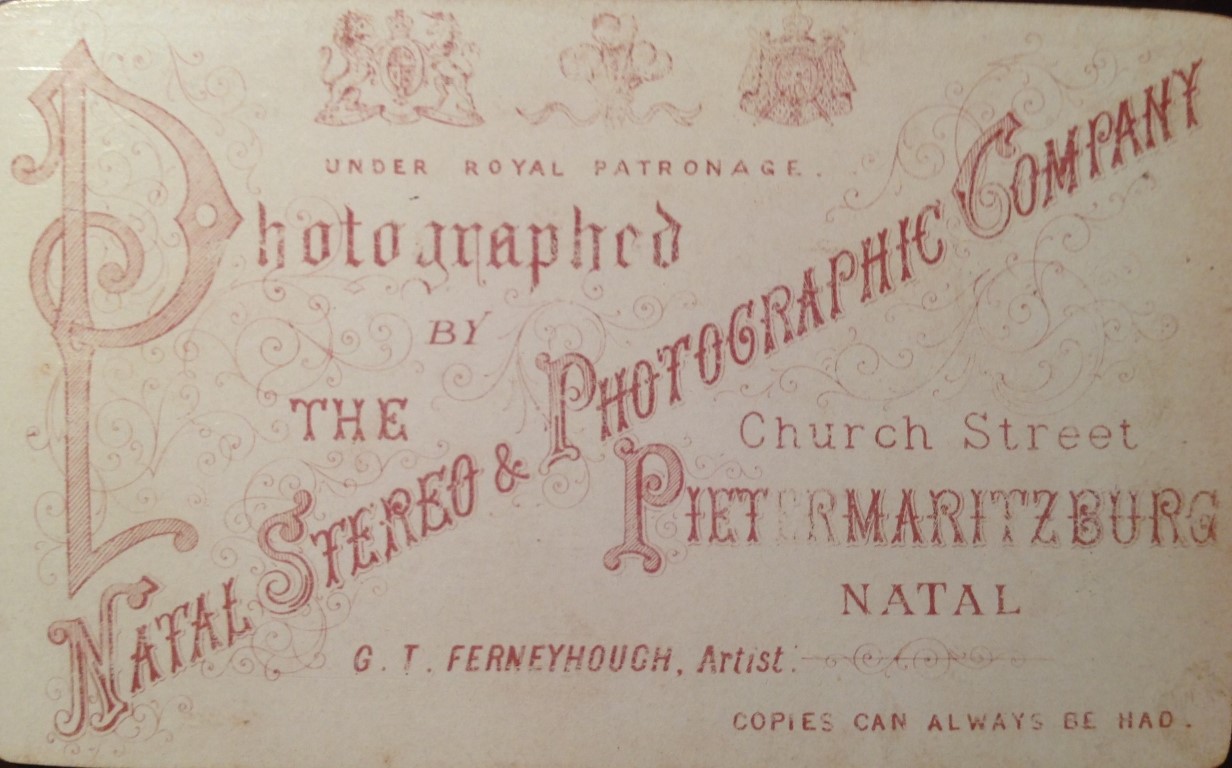 UNDER ROYAL PATRONAGE.
Photographed
BY
THE
NATAL STEREO & PHOTOGRAPHIC COMPANY
Church Street
PIETERMARITZBURG
NATAL
G. T. FERNEYHOUGH, Artist.
COPIES CAN ALWAYS BE HAD.